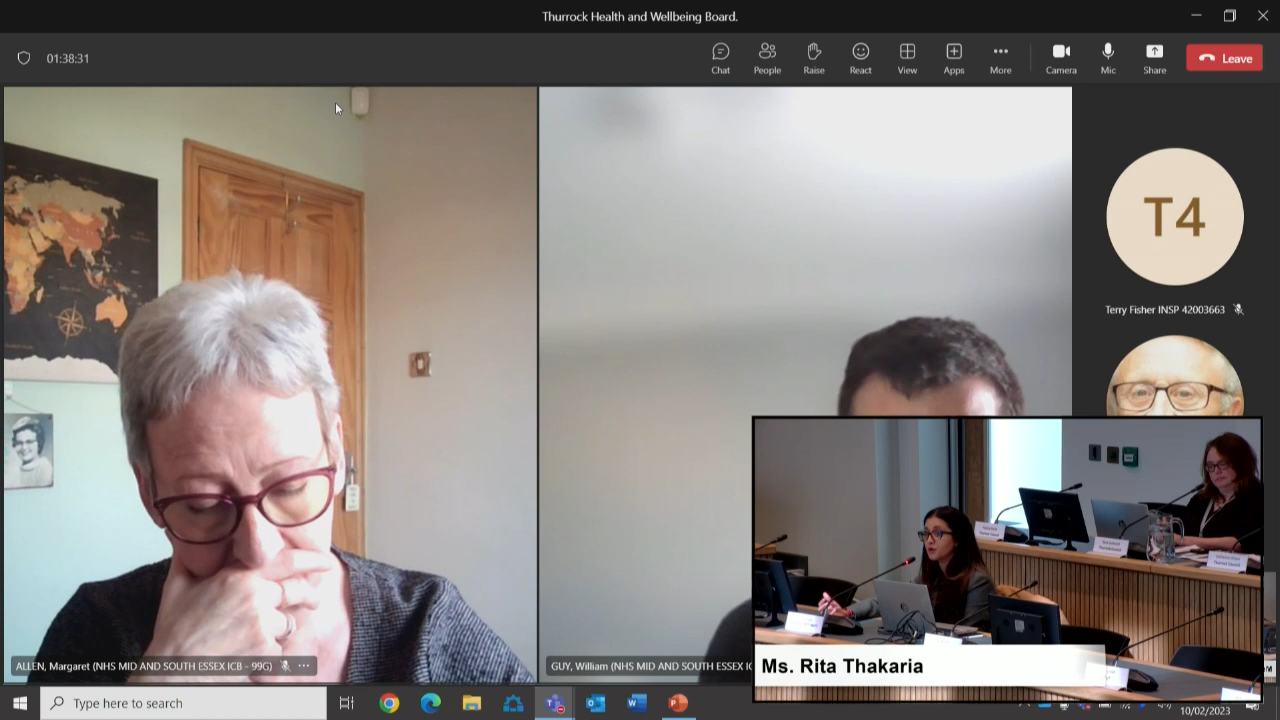 Thurrock Health and Wellbeing Board.
01:38:31
Chat
People
Raise
React
View
Apps
More
Camera
Mic
Share
Leave
T4
Terry Fisher INSP 42003663
ALLEN, Margaret (NHS MID AND SOUTH ESSEX ICB - 99G)
GUY, William (NHS MID AND SOUTH ESSEX IC
Ms. Rita Thakaria
Type here to search
10/02/2023